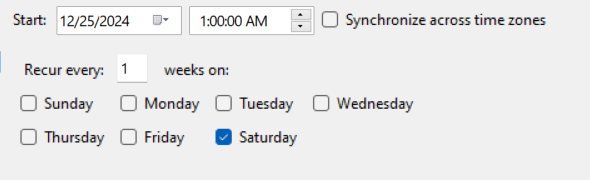 Start: 12/25/2024 1:00:00 AM Synchronize across time zones
Recur every: 1 weeks on:
Sunday Monday Tuesday Wednesday
Thursday Friday Saturday